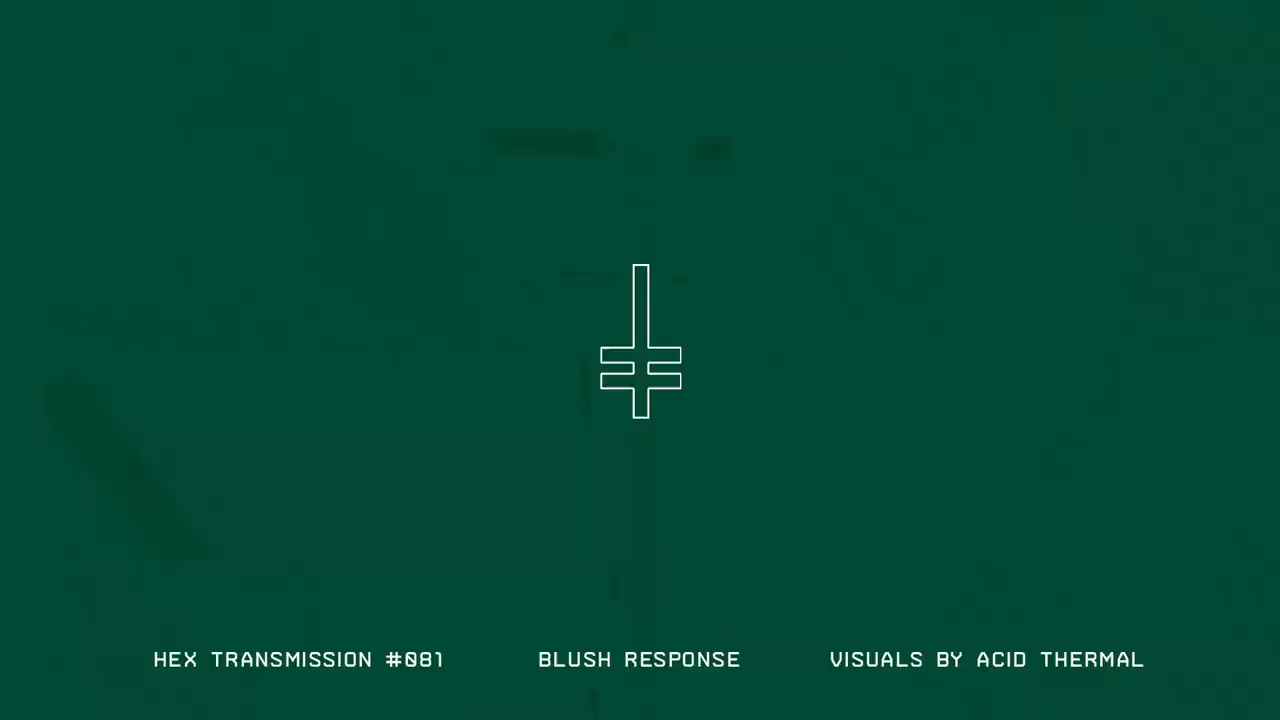 HEX TRANSMISSION #081 BLUSH RESPONSE VISUALS BY ACID THERMAL